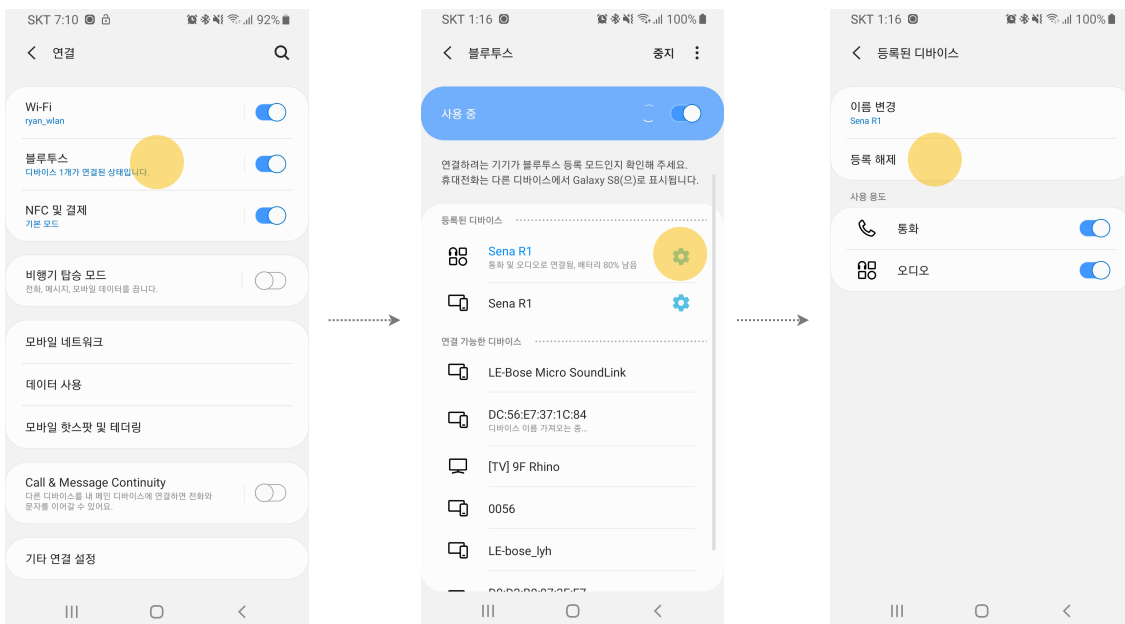 SKT 7:10
92%
연결
Wi-Fi
ryan_wlan
블루투스
디바이스 1개가 연결된 상태입니다.
NFC 및 결제
기본 모드
비행기 탑승 모드
전화, 메시지, 모바일 데이터를 끕니다.
모바일 네트워크
데이터 사용
모바일 핫스팟 및 테더링
Call & Message Continuity
다른 디바이스를 내 메인 디바이스에 연결하면 전화와
문자를 이어갈 수 있어요.
기타 연결 설정
SKT 1:16
100%
블루투스
중지
사용 중
연결하려는 기기가 블루투스 등록 모드인지 확인해 주세요.
휴대전화는 다른 디바이스에서 Galaxy S8(으)로 표시됩니다.
등록된 디바이스
Sena R1
통화 및 오디오로 연결됨, 배터리 80% 남음
Sena R1
연결 가능한 디바이스
LE-Bose Micro SoundLink
DC:56:E7:37:1C:84
디바이스 이름 가져오는 중...
[TV] 9F Rhino
0056
LE-bose_lyh
SKT 1:16
100%
등록된 디바이스
이름 변경
Sena R1
등록 해제
사용 용도
통화
오디오